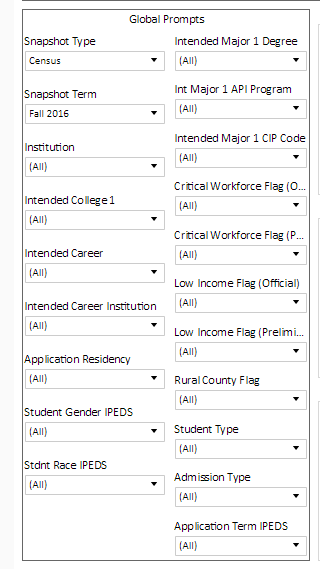 Global Prompts
Snapshot Type
Census
Snapshot Term
Fall 2016
Institution
(All)
Intended College 1
(All)
Intended Career
(All)
Intended Career Institution
(All)
Application Residency
(All)
Student Gender IPEDS
(All)
Stdnt Race IPEDS
(All)
Intended Major 1 Degree
(All)
Int Major 1 API Program
(All)
Intended Major 1 CIP Code
(All)
Critical Workforce Flag (O...
(All)
Critical Workforce Flag (P...
(All)
Low Income Flag (Official)
(All)
Low Income Flag (Prelimi...
(All)
Rural County Flag
(All)
Student Type
(All)
Admission Type
(All)
Application Term IPEDS
(All)